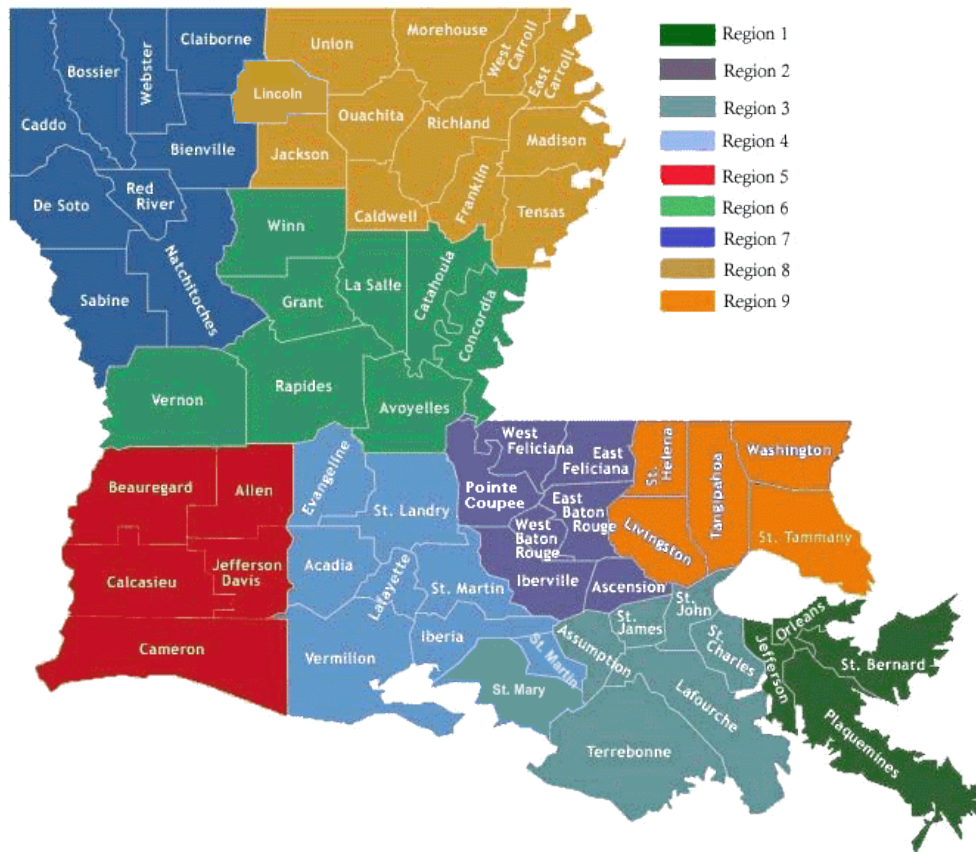 Claiborne
Union
Morehouse
West
Carroll
East
Carroll
Webster
Bossier
Lincoln
Ouachita
Richland
Caddo
Madison
Bienville
Jackson
Franklin
De Soto
Red
River
Caldwell
Tensas
Winn
Natchitoches
La Salle
Catahoula
Concordia
Sabine
Grant
Vernon
Rapides
Avoyelles
West
Feliciana
East
Feliciana
St.
Helena
Tangipahoa
Washington
Beauregard
Allen
Evangeline
Pointe
Coupee
St. Landry
East
Baton
Rouge
West
Baton
Rouge
Livingston
St. Tammany
Calcasieu
Jefferson
Davis
Acadia
Lafayette
St. Martin
Iberville
Ascension
St.
John
St.
James
St.
Charles
Assumption
Orleans
Jefferson
St. Bernard
Cameron
Vermilion
Iberia
St. Martin
St. Mary
Lafourche
Terrebonne
Plaquemines
Region 1
Region 2
Region 3
Region 4
Region 5
Region 6
Region 7
Region 8
Region 9